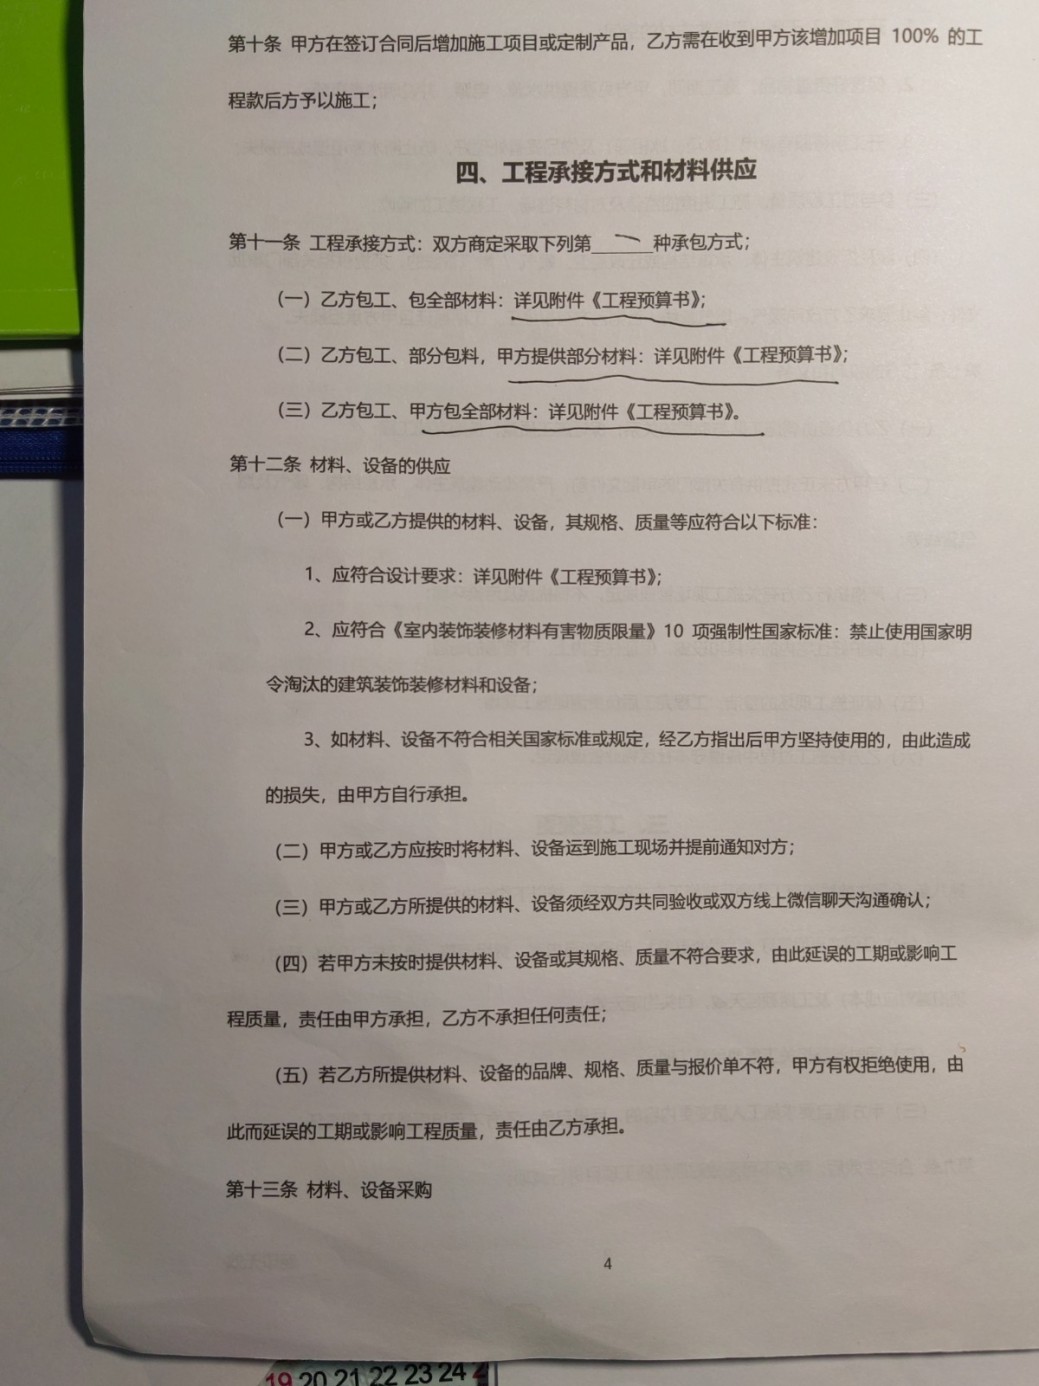 第十条 甲方在签订合同后增加施工项目或定制产品，乙方需在收到甲方该增加项目 100% 的工
程款后方予以施工；
四、工程承接方式和材料供应
第十一条 工程承接方式：双方商定采取下列第______种承包方式；
（一）乙方包工、包全部材料：详见附件《工程预算书》；
（二）乙方包工、部分包料，甲方提供部分材料：详见附件《工程预算书》；
（三）乙方包工、甲方包全部材料：详见附件《工程预算书》。
第十二条 材料、设备的供应
（一）甲方或乙方提供的材料、设备，其规格、质量等应符合以下标准：
1、应符合设计要求：详见附件《工程预算书》；
2、应符合《室内装饰装修材料有害物质限量》10 项强制性国家标准：禁止使用国家明
令淘汰的建筑装饰装修材料和设备；
3、如材料、设备不符合相关国家标准或规定，经乙方指出后甲方坚持使用的，由此造成
的损失，由甲方自行承担。
（二）甲方或乙方应按时将材料、设备运到施工现场并提前通知对方；
（三）甲方或乙方所提供的材料、设备须经双方共同验收或双方线上微信聊天沟通确认；
（四）若甲方未按时提供材料、设备或其规格、质量不符合要求，由此延误的工期或影响工
程质量，责任由甲方承担，乙方不承担任何责任；
（五）若乙方所提供材料、设备的品牌、规格、质量与报价单不符，甲方有权拒绝使用，由
此而延误的工期或影响工程质量，责任由乙方承担。
第十三条 材料、设备采购
4
19 20 21 22 23 24